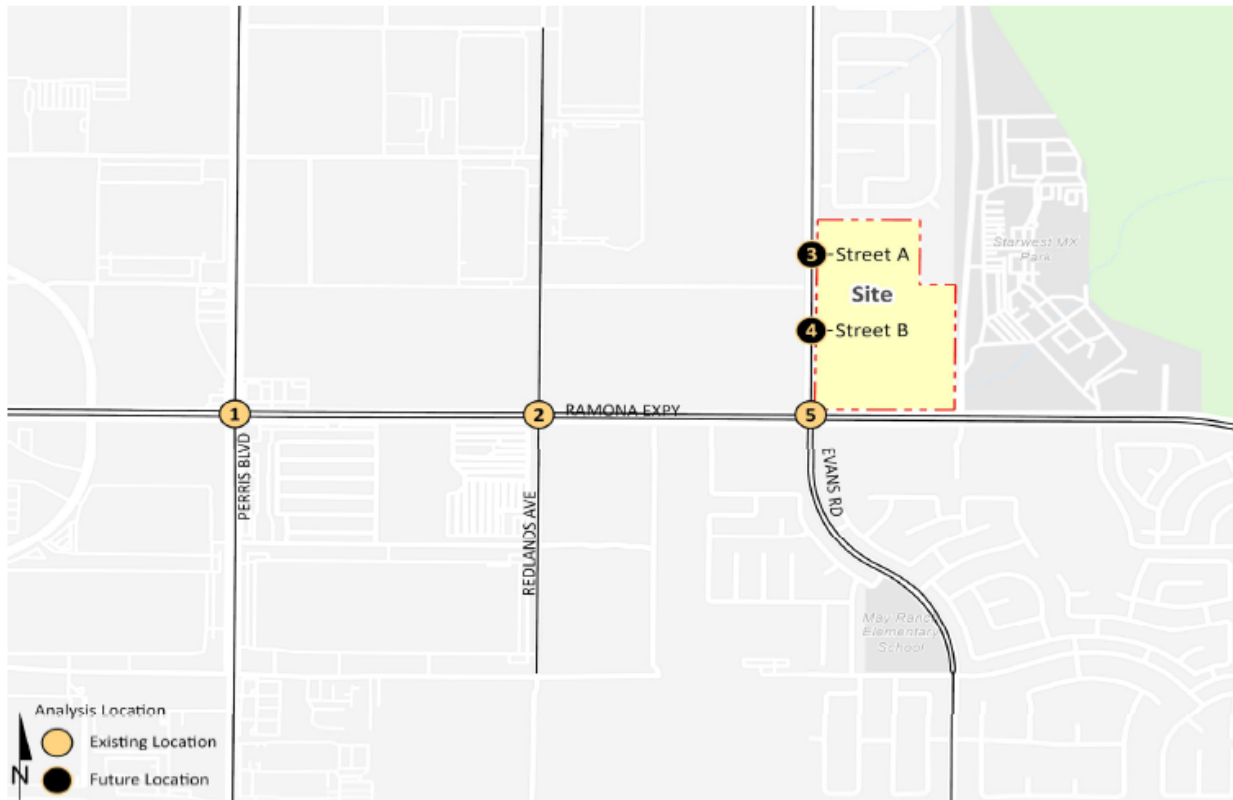 Starwest MX
Park
3
Street A
Site
4
Street B
1
2
RAMONA EXPY
5
PERRIS BLVD
REDLANDS AVE
EVANS RD
May Ranch
Elementary
School
Analysis Location
Existing Location
N
Future Location